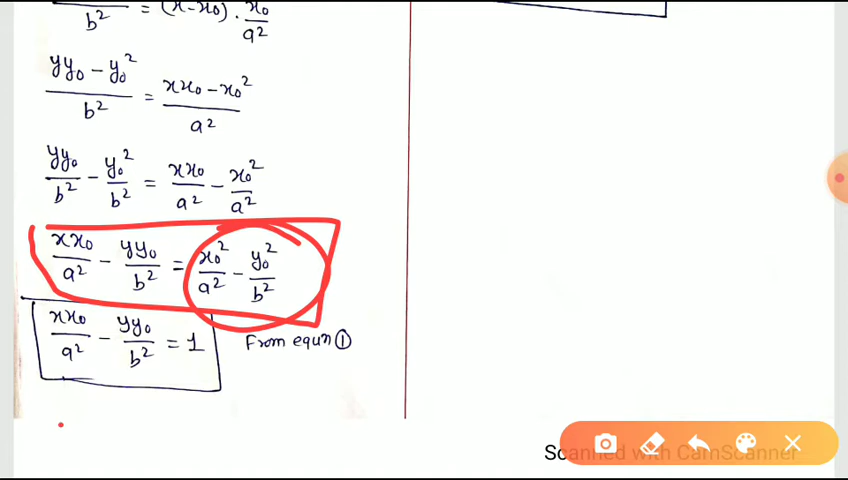 /b² = (x-x₀) · x₀/a²
(yy₀ - y₀²)/b² = (xx₀ - x₀²)/a²
yy₀/b² - y₀²/b² = xx₀/a² - x₀²/a²
xx₀/a² - yy₀/b² = x₀²/a² - y₀²/b²
xx₀/a² - yy₀/b² = 1 From equn ①
Scanned with CamScanner